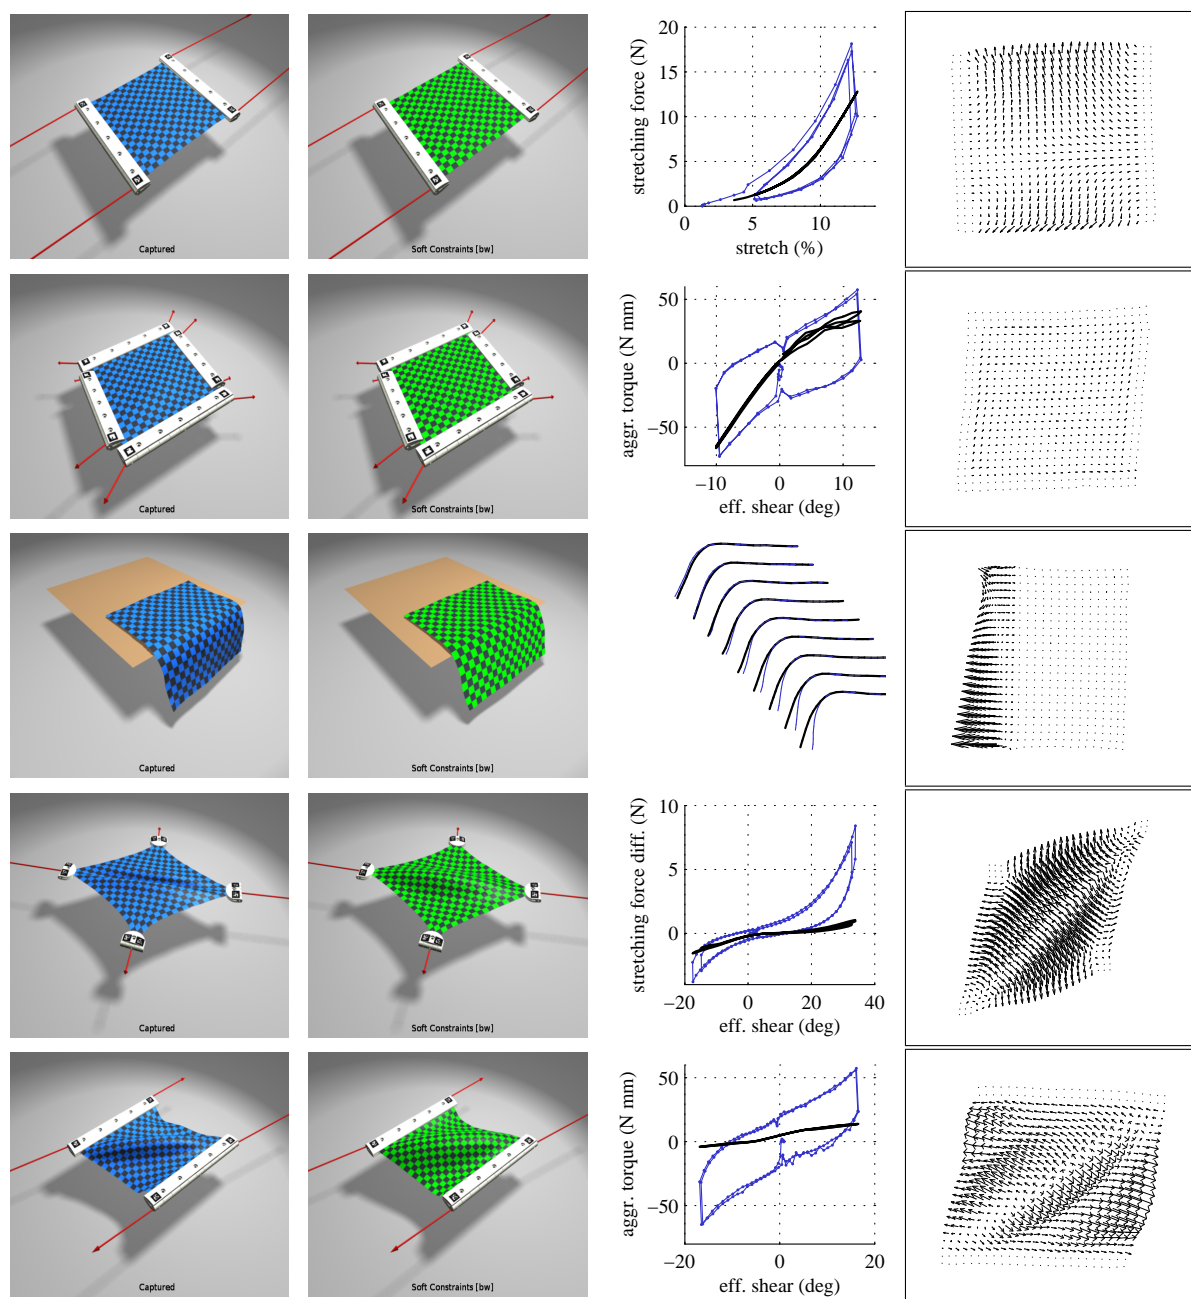 Captured
Soft Constraints [bw]
stretching force (N)
20
15
10
5
0
0 5 10
stretch (%)
Captured
Soft Constraints [bw]
aggr. torque (N mm)
50
0
−50
−10 0 10
eff. shear (deg)
Captured
Soft Constraints [bw]
Captured
Soft Constraints [bw]
stretching force diff. (N)
10
5
0
−20 0 20 40
eff. shear (deg)
Captured
Soft Constraints [bw]
aggr. torque (N mm)
50
0
−50
−20 0 20
eff. shear (deg)